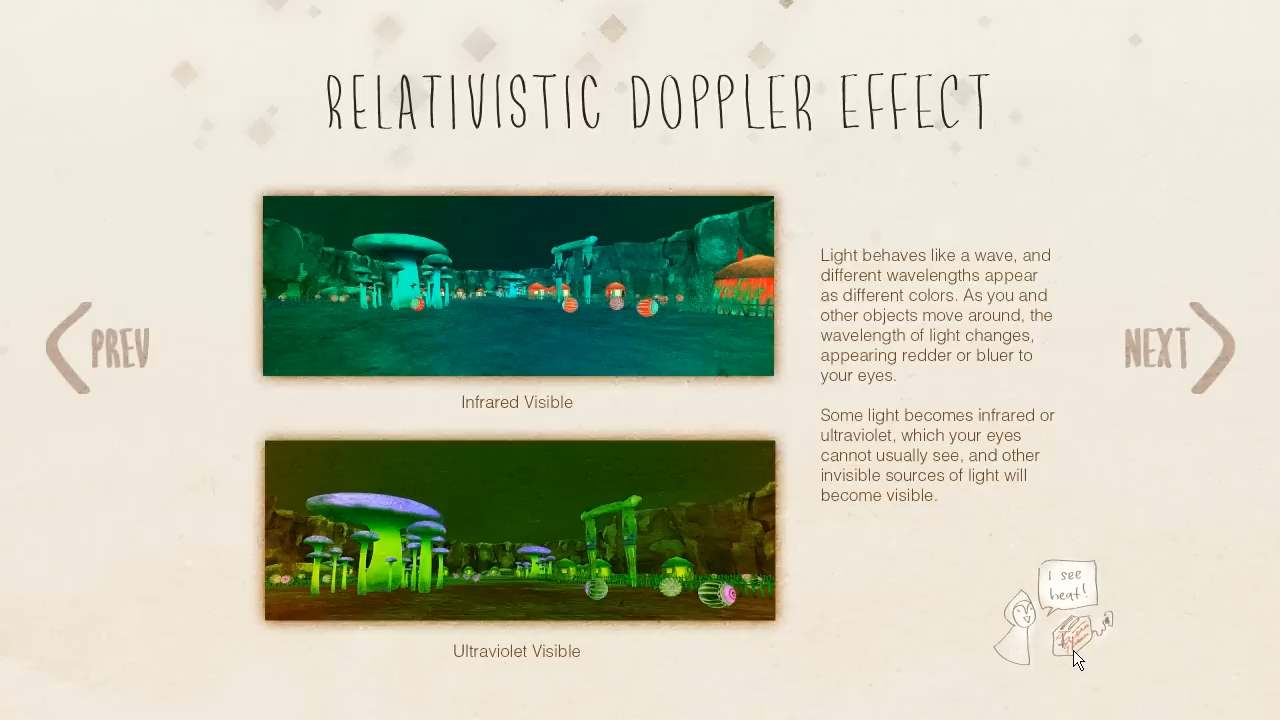 RELATIVISTIC DOPPLER EFFECT
Light behaves like a wave, and
different wavelengths appear
as different colors. As you and
other objects move around, the
wavelength of light changes,
appearing redder or bluer to
your eyes.
Some light becomes infrared or
ultraviolet, which your eyes
cannot usually see, and other
invisible sources of light will
become visible.
Infrared Visible
Ultraviolet Visible
PREV
NEXT
I see
heat!